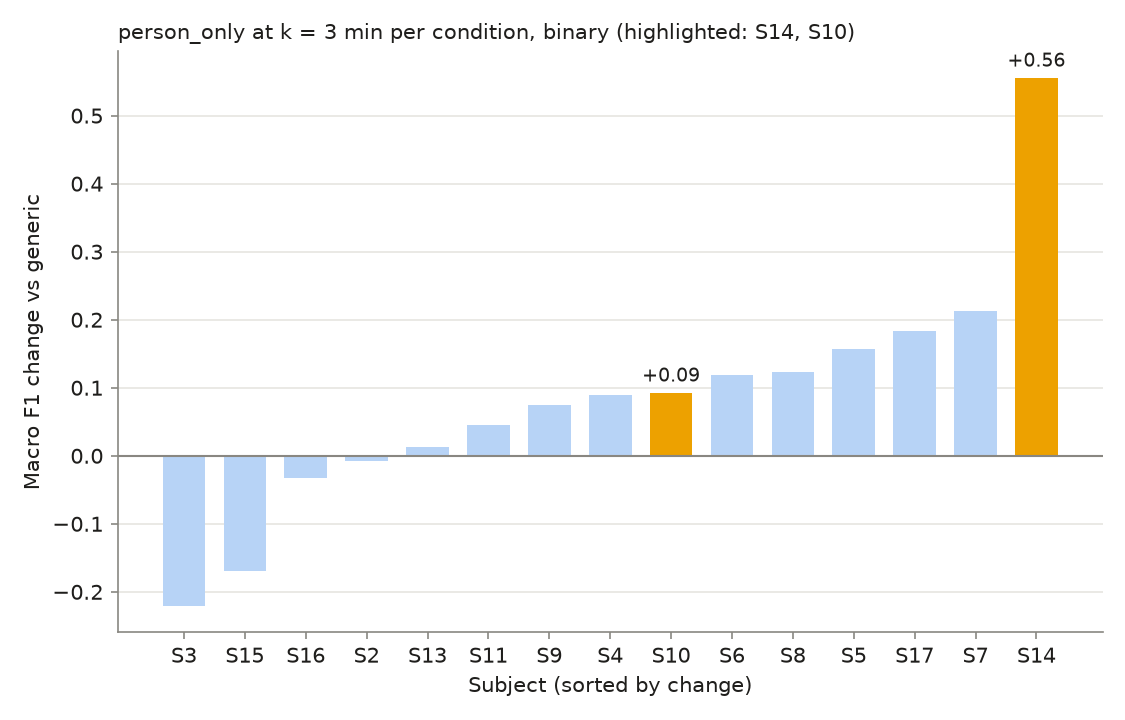 person_only at k = 3 min per condition, binary (highlighted: S14, S10)
+0.56
+0.09
Macro F1 change vs generic
0.5
0.4
0.3
0.2
0.1
0.0
−0.1
−0.2
S3 S15 S16 S2 S13 S11 S9 S4 S10 S6 S8 S5 S17 S7 S14
Subject (sorted by change)